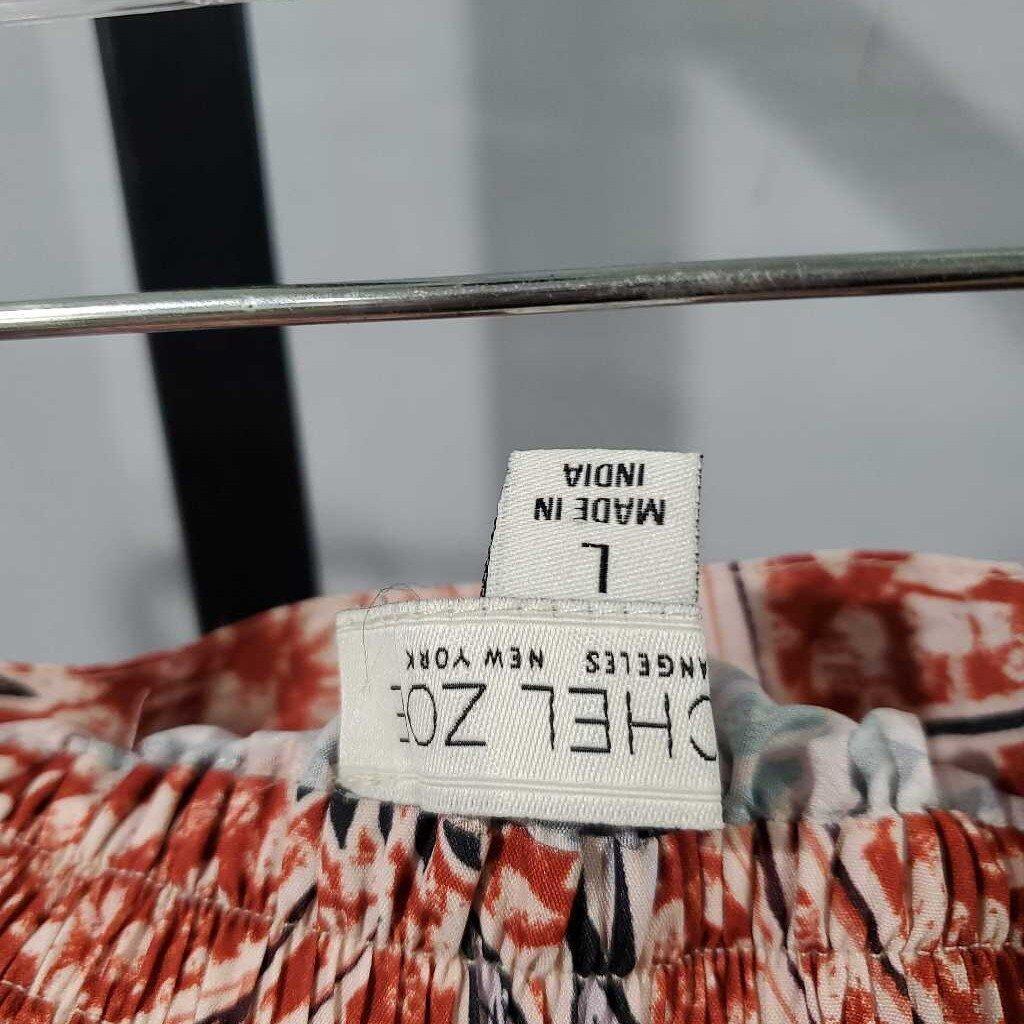 CHEL ZOE
ANGELES NEW YORK
L
MADE IN
INDIA